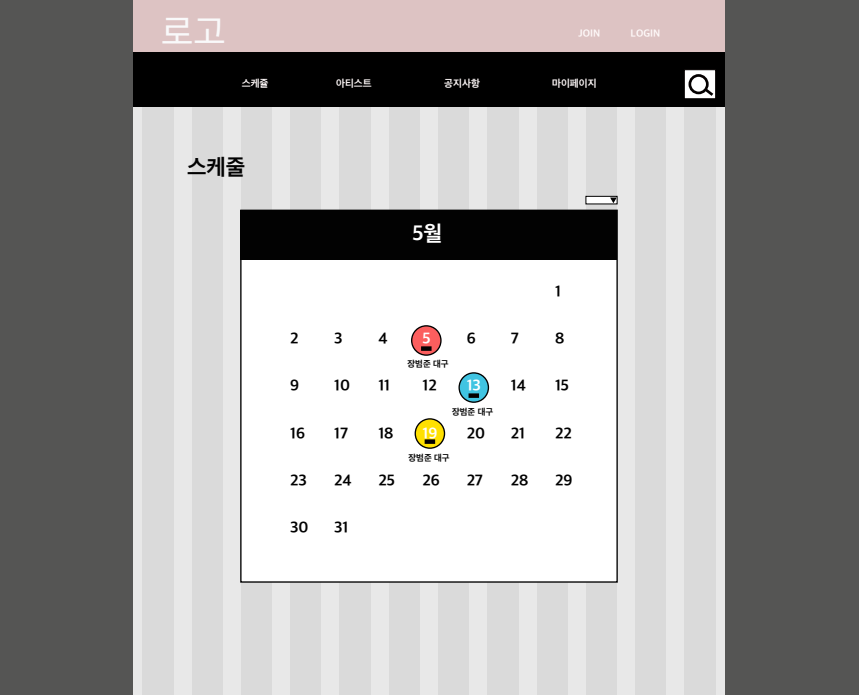 로고
JOIN LOGIN
스케쥴 아티스트 공지사항 마이페이지
스케줄
5월
1
2 3 4 5 6 7 8
장범준 대구
9 10 11 12 13 14 15
장범준 대구
16 17 18 19 20 21 22
장범준 대구
23 24 25 26 27 28 29
30 31